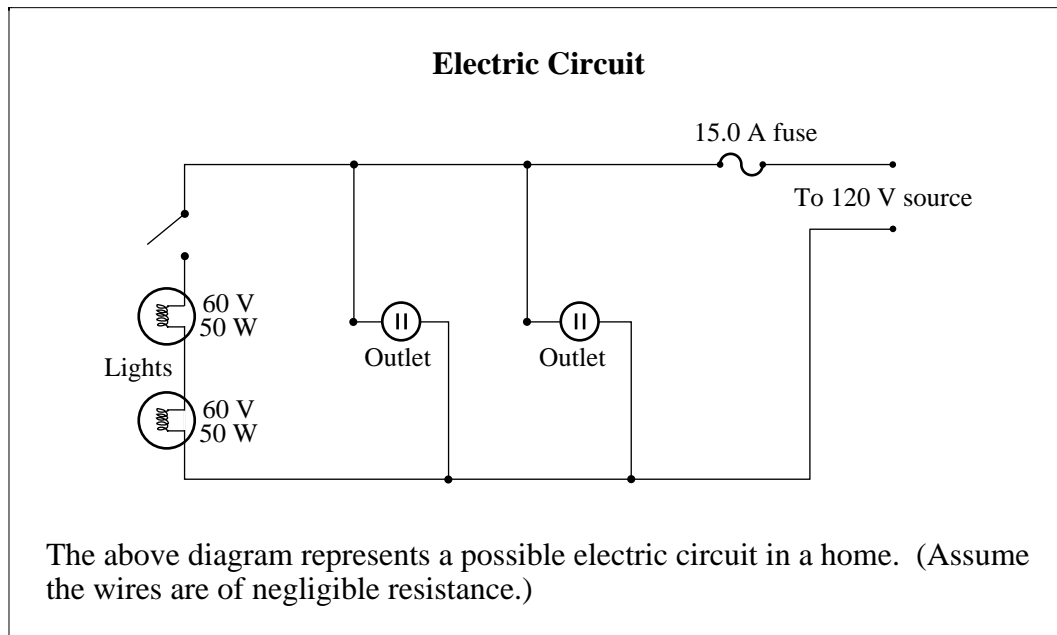 Electric Circuit
15.0 A fuse
To 120 V source
60 V
50 W
Outlet
Outlet
Lights
60 V
50 W
The above diagram represents a possible electric circuit in a home. (Assume
the wires are of negligible resistance.)